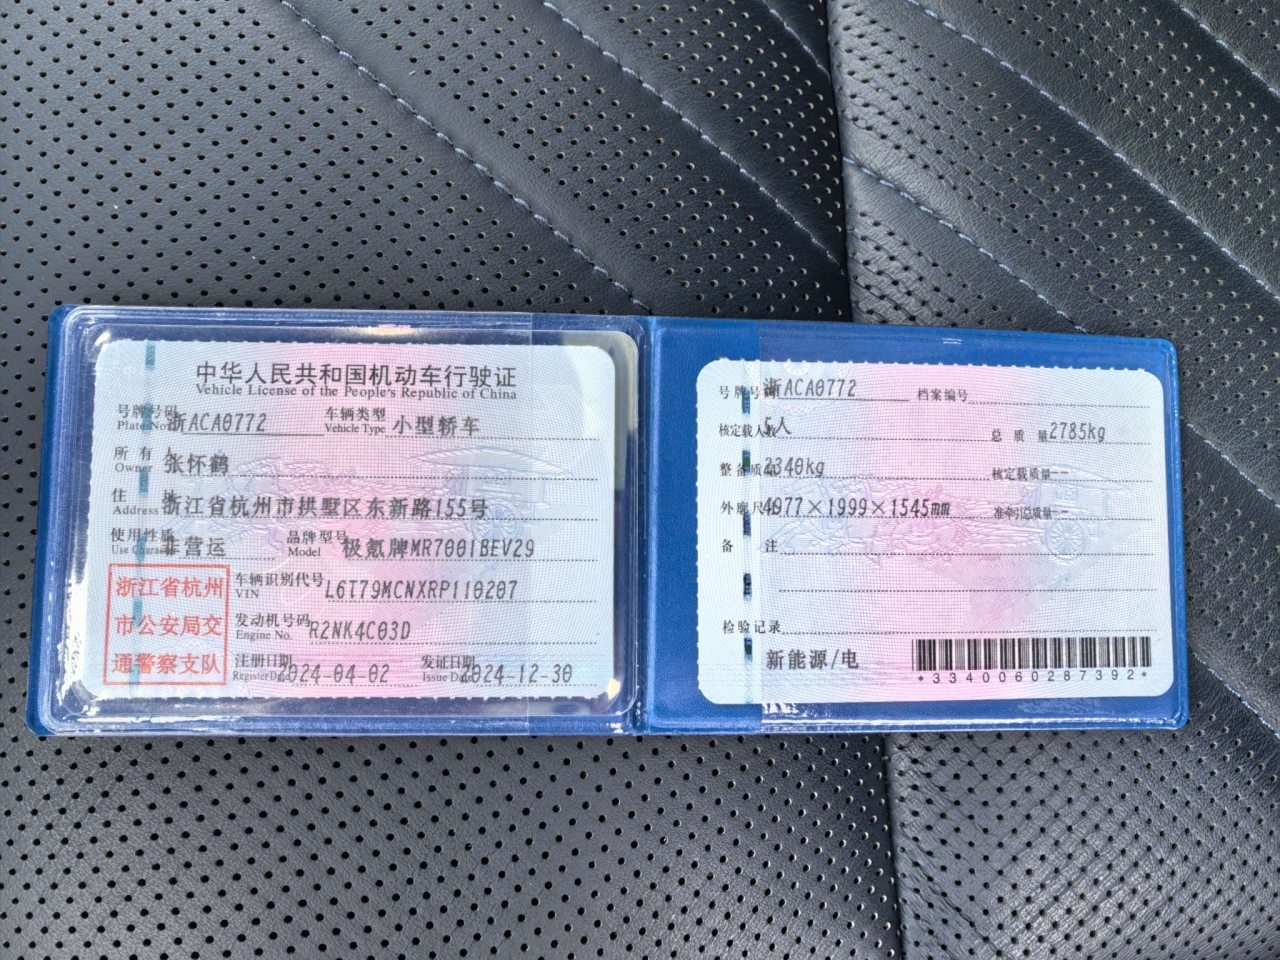 中华人民共和国机动车行驶证
Vehicle License of the People's Republic of China
号牌号码 Plate No. 浙ACA0772 车辆类型 Vehicle Type 小型轿车
所有人 Owner 张怀鹤
住址 Address 浙江省杭州市拱墅区东新路155号
使用性质 Use Character 非营运 品牌型号 Model 极氪牌MR7001BEV29
浙江省杭州市公安局交通警察支队
车辆识别代号 VIN L6T79MCNXRP110207
发动机号码 Engine No. R2NK4C03D
注册日期 Register Date 2024-04-02 发证日期 Issue Date 2024-12-30
号牌号码 浙ACA0772 档案编号
核定载人数 5人 总质量 2785kg
整备质量 2340kg 核定载质量 --
外廓尺寸 4977×1999×1545mm 准牵引总质量 --
备注
检验记录
新能源/电
*3340060287392*